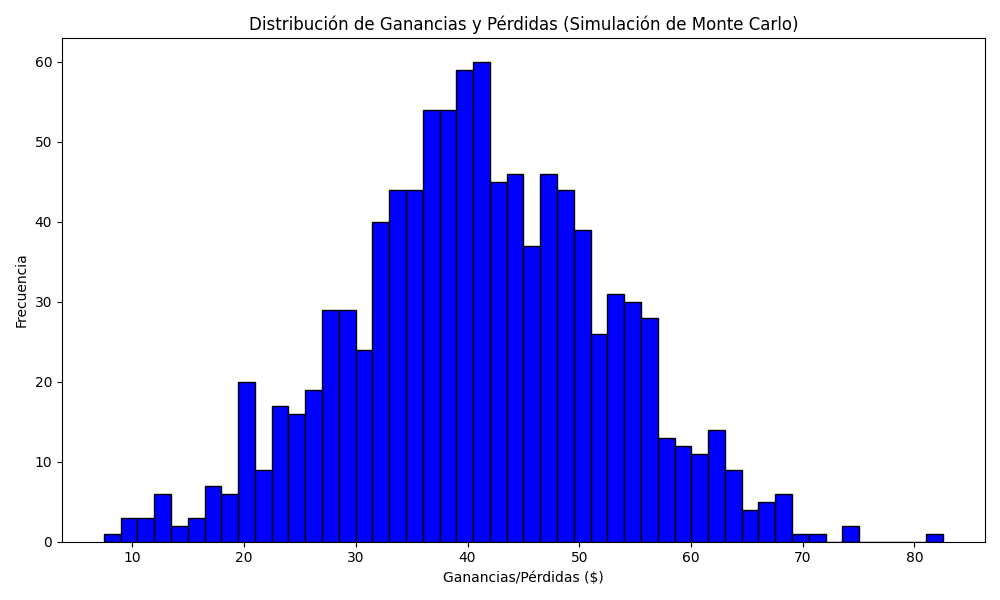 Distribución de Ganancias y Pérdidas (Simulación de Monte Carlo)
60
50
40
30
20
10
0
Frecuencia
10 20 30 40 50 60 70 80
Ganancias/Pérdidas ($)